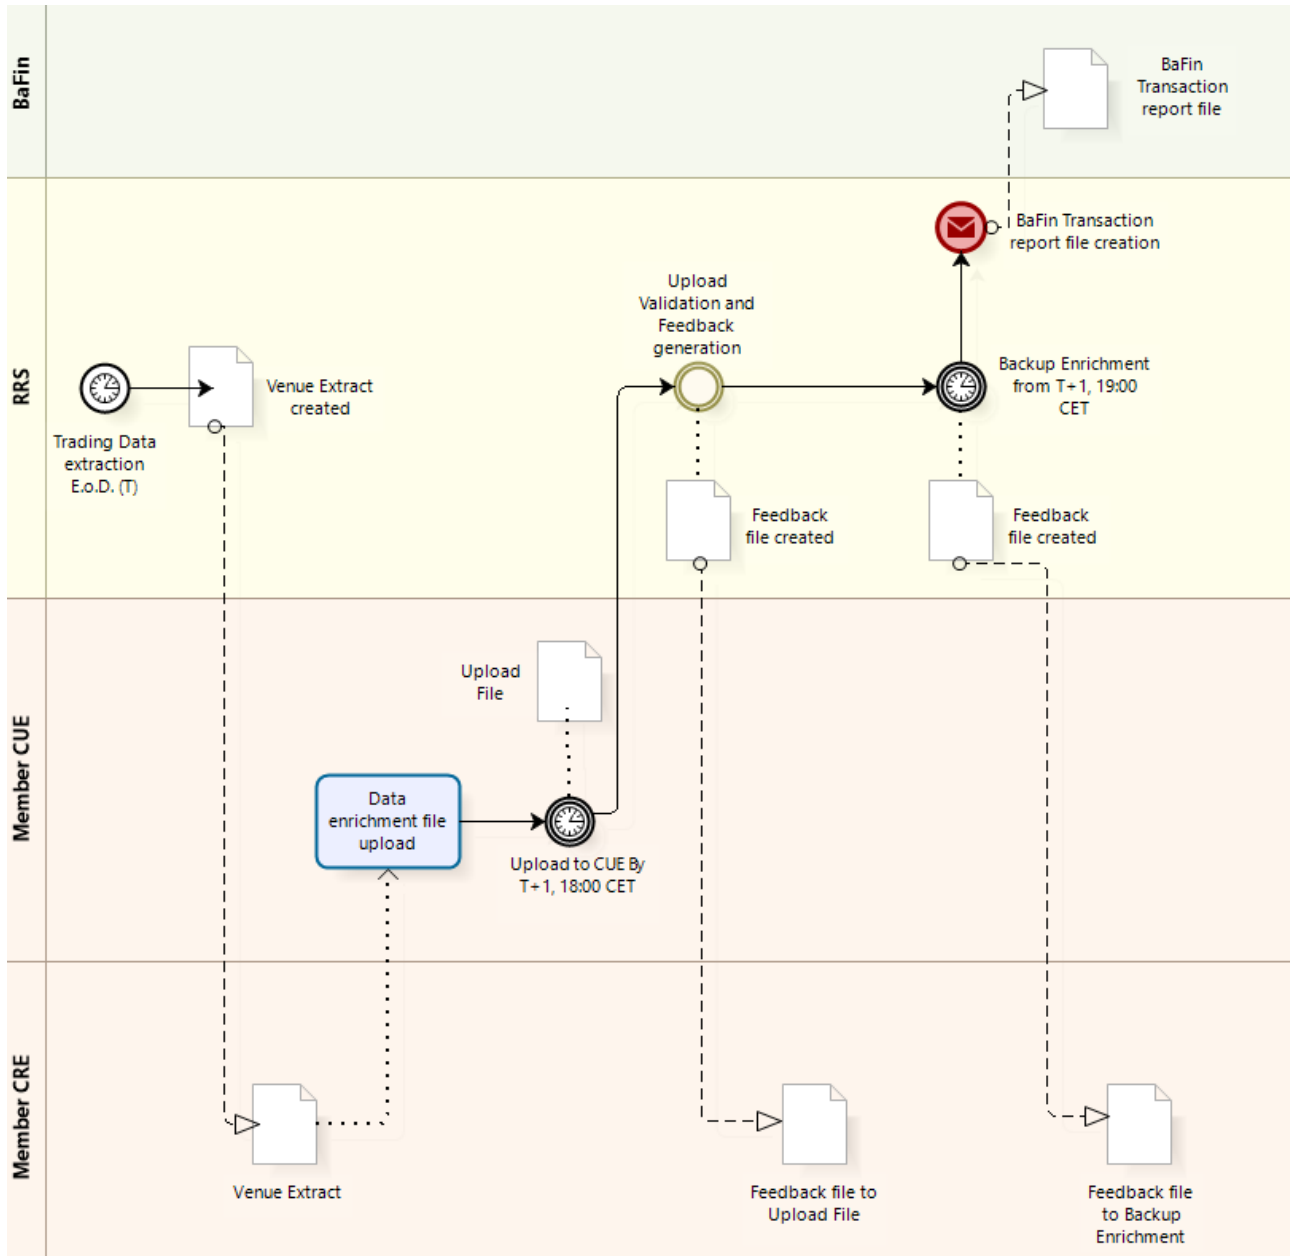 BaFin
BaFin
Transaction
report file
RRS
BaFin Transaction
report file creation
Upload
Validation and
Feedback
generation
Backup Enrichment
from T+1, 19:00
CET
Venue Extract
created
Trading Data
extraction
E.o.D. (T)
Feedback
file created
Feedback
file created
Member CUE
Upload
File
Data
enrichment file
upload
Upload to CUE By
T+1, 18:00 CET
Member CRE
Venue Extract
Feedback file to
Upload File
Feedback file
to Backup
Enrichment